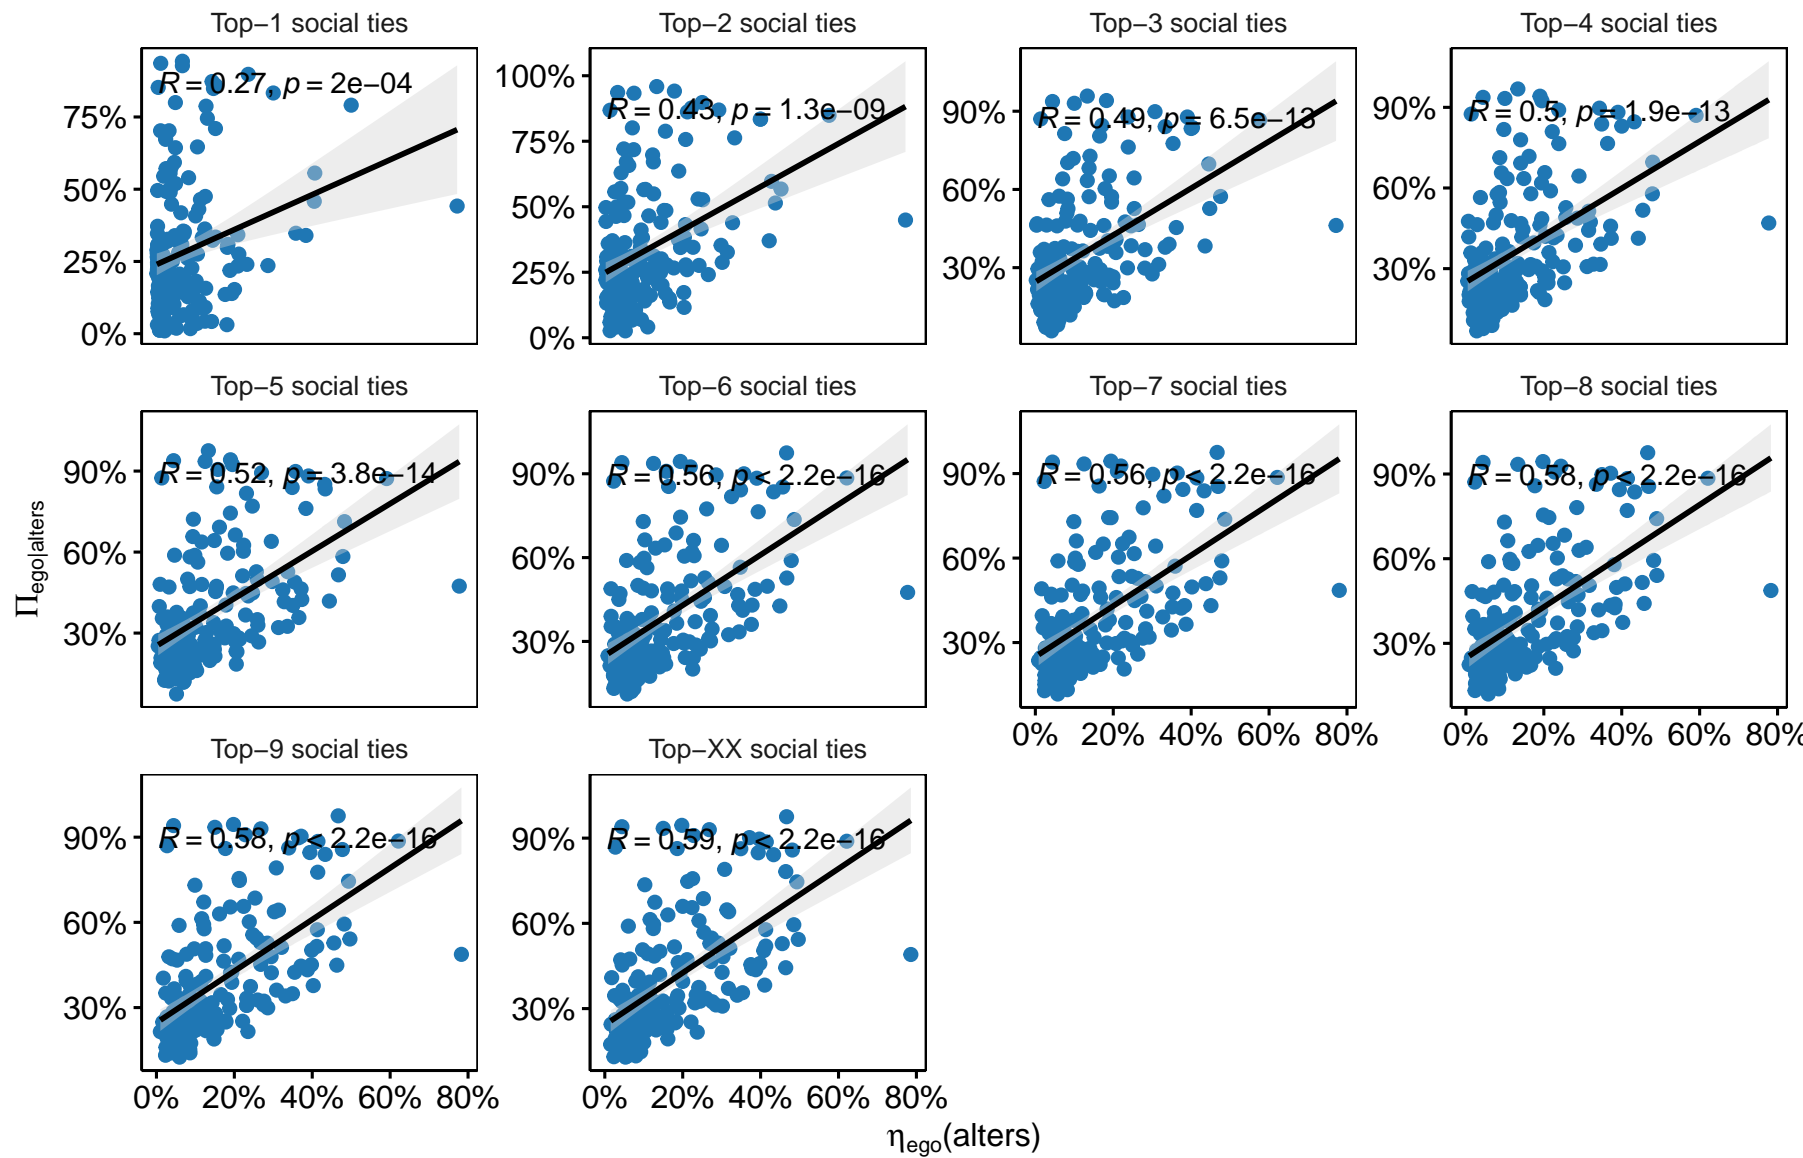 Top−1 social ties
Top−2 social ties
Top−3 social ties
Top−4 social ties
R = 0.27, p = 2e−04
R = 0.43, p = 1.3e−09
R = 0.49, p = 6.5e−13
R = 0.5, p = 1.9e−13
75%
50%
25%
0%
100%
75%
50%
25%
0%
90%
60%
30%
90%
60%
30%
Top−5 social ties
Top−6 social ties
Top−7 social ties
Top−8 social ties
R = 0.52, p = 3.8e−14
R = 0.56, p < 2.2e−16
R = 0.56, p < 2.2e−16
R = 0.58, p < 2.2e−16
90%
60%
30%
90%
60%
30%
90%
60%
30%
90%
60%
30%
0% 20% 40% 60% 80%
0% 20% 40% 60% 80%
Πego|alters
Top−9 social ties
Top−XX social ties
R = 0.58, p < 2.2e−16
R = 0.59, p < 2.2e−16
90%
60%
30%
90%
60%
30%
0% 20% 40% 60% 80%
0% 20% 40% 60% 80%
ηego(alters)